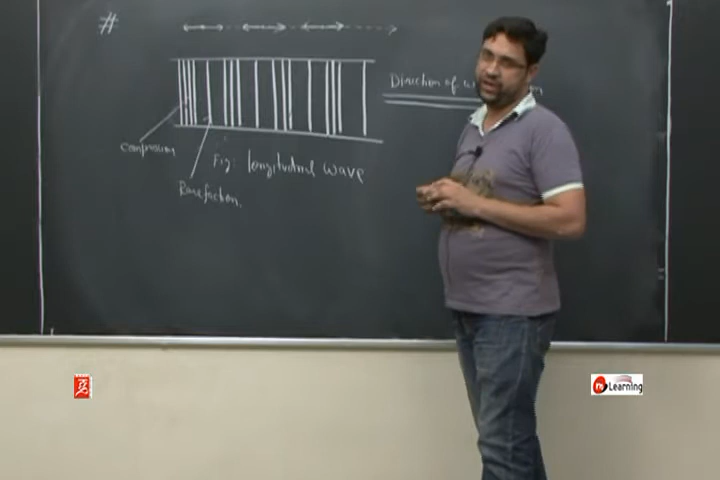 #
Direction of w
Compression
Fig: longitudinal wave
Rarefaction.
Learning